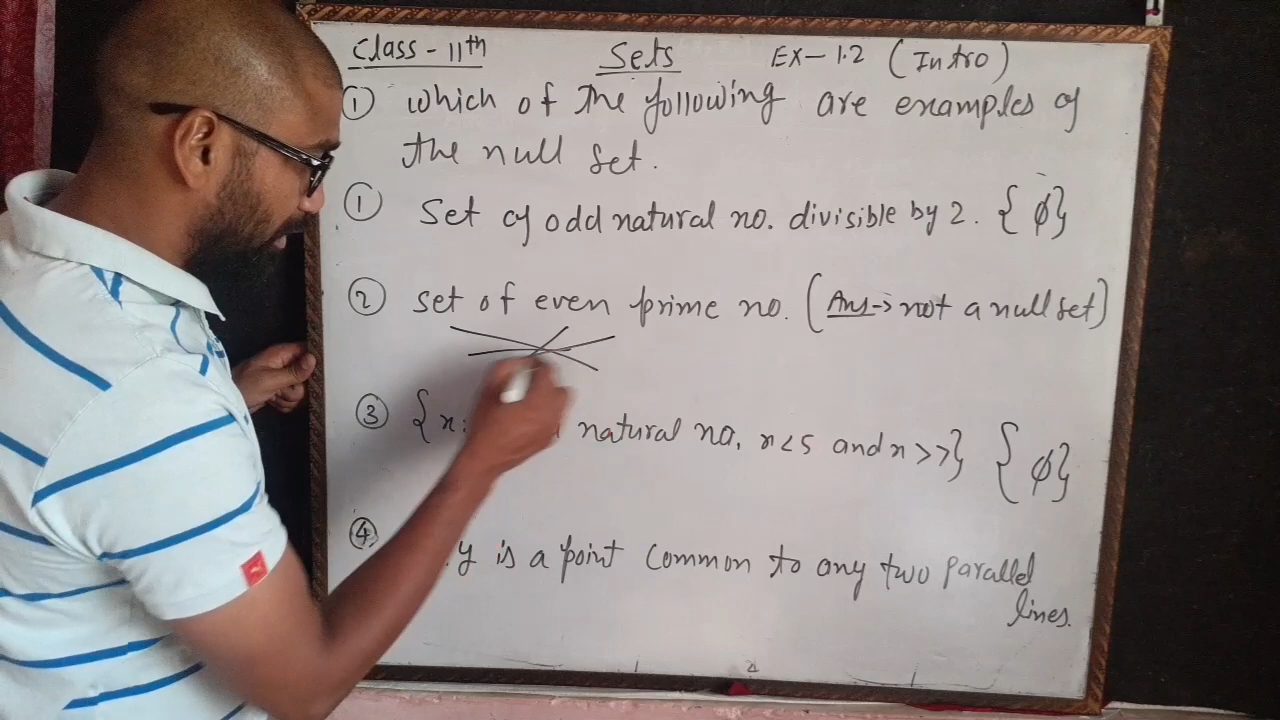 Class - 11th Sets EX - 1.2 (Intro)
① which of the following are examples of
the null set.
① Set of odd natural no. divisible by 2. { ϕ}
② set of even prime no. (Ans→ not a null set)
③ {x: natural no, x<5 and x >7} { ϕ}
④ y is a point common to any two parallel
lines.